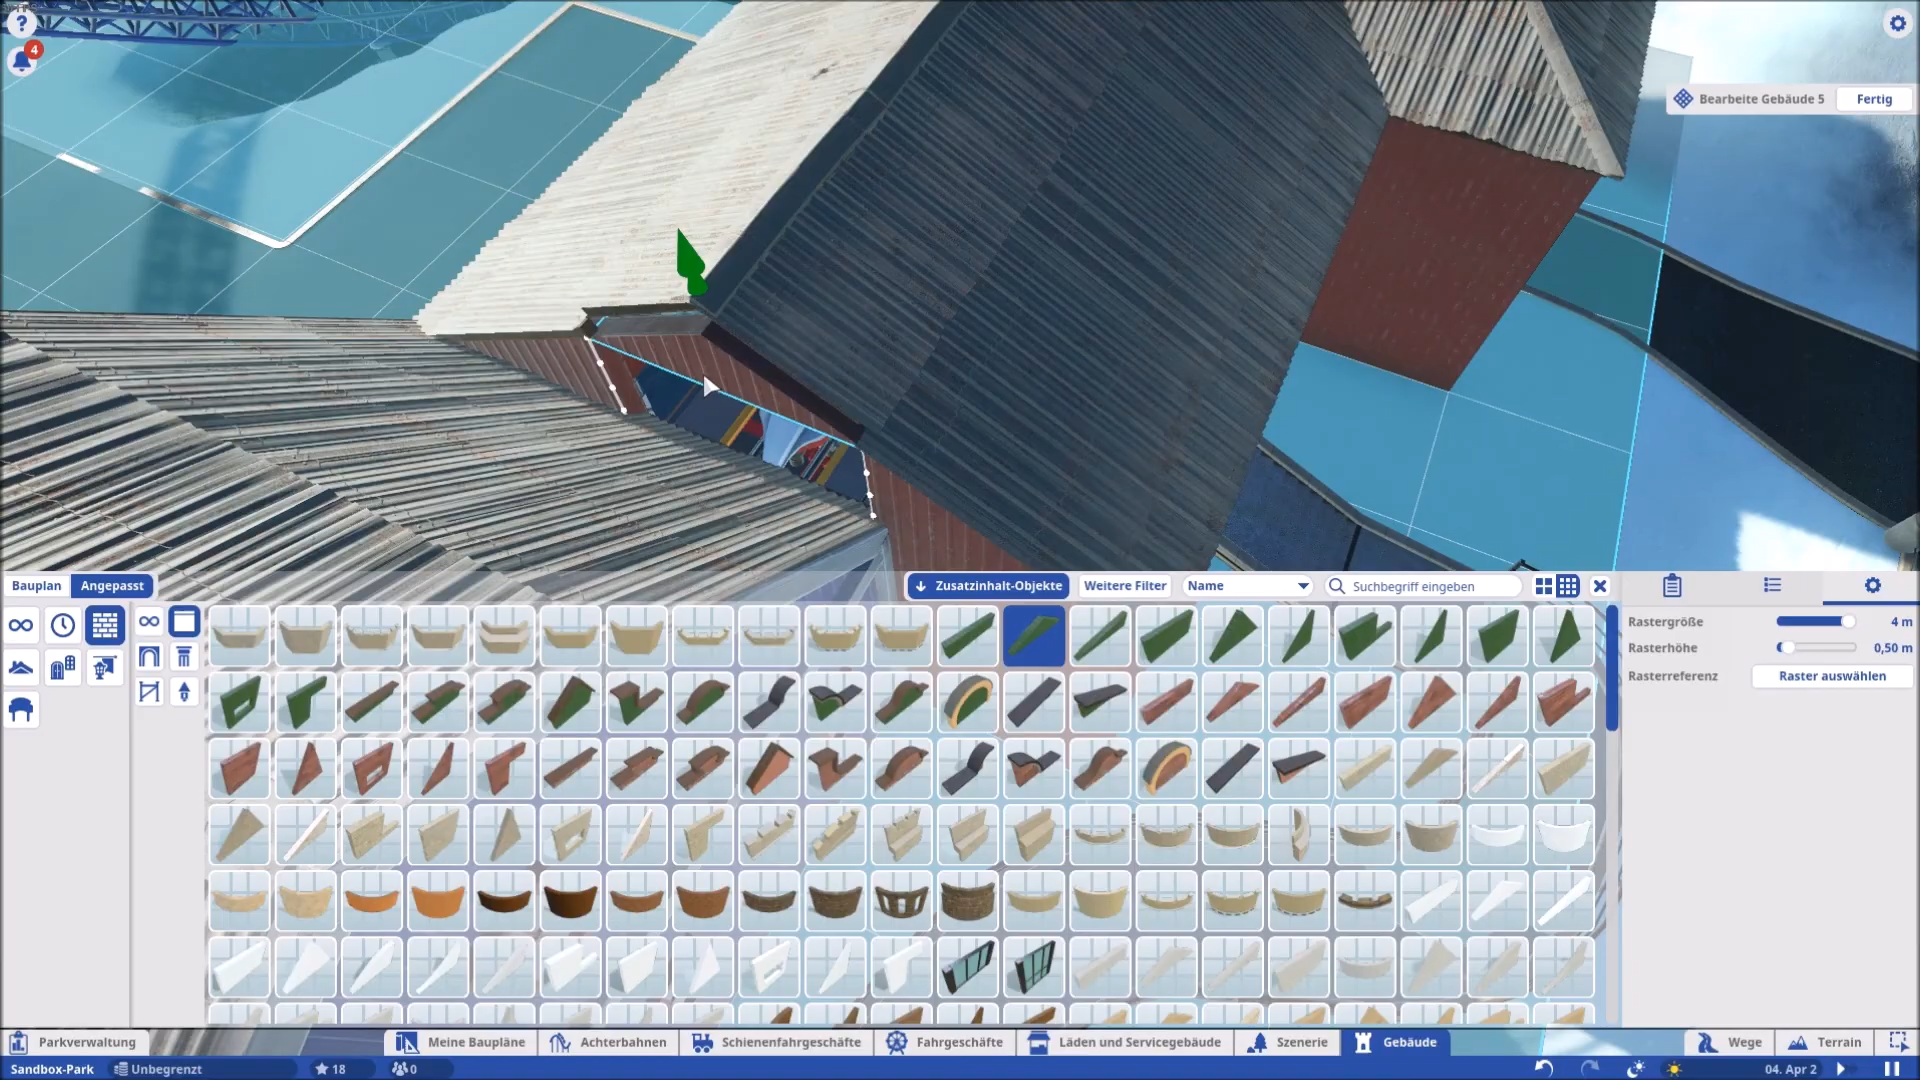 ?
4
Bearbeite Gebäude 5
Fertig
Bauplan
Angepasst
Zusatzinhalt-Objekte
Weitere Filter
Name
Suchbegriff eingeben
Rastergröße
4 m
Rasterhöhe
0,50 m
Rasterreferenz
Raster auswählen
Parkverwaltung
Meine Baupläne
Achterbahnen
Schienenfahrgeschäfte
Fahrgeschäfte
Läden und Servicegebäude
Szenerie
Gebäude
Wege
Terrain
Sandbox-Park
Unbegrenzt
18
0
04. Apr 2